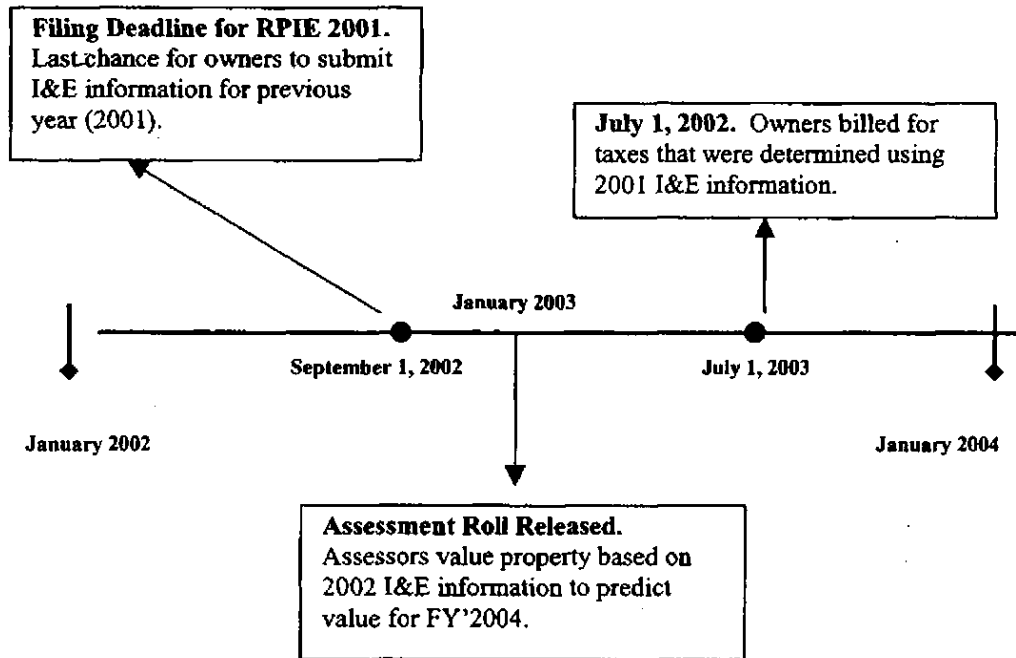 Filing Deadline for RPIE 2001.
Last chance for owners to submit
I&E information for previous
year (2001).
July 1, 2002. Owners billed for
taxes that were determined using
2001 I&E information.
January 2003
September 1, 2002
July 1, 2003
January 2002
January 2004
Assessment Roll Released.
Assessors value property based on
2002 I&E information to predict
value for FY'2004.